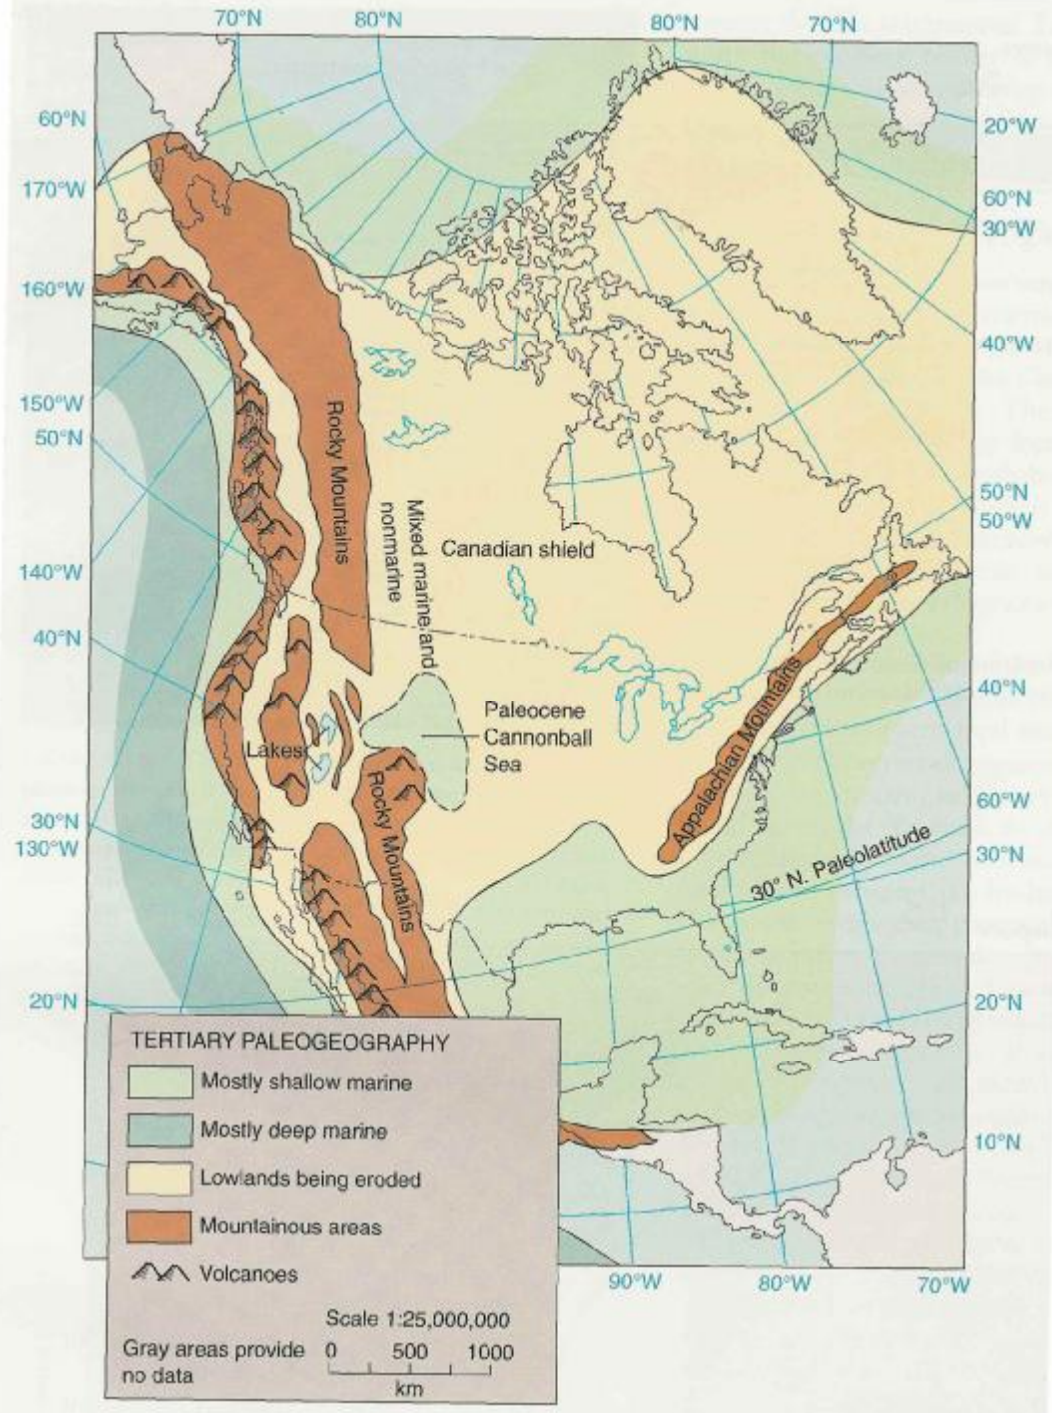 70°N
80°N
80°N
70°N
60°N
170°W
160°W
150°W
50°N
140°W
40°N
30°N
130°W
20°N
20°W
60°N
30°W
40°W
50°N
50°W
40°N
60°W
30°N
20°N
10°N
90°W
80°W
70°W
Rocky Mountains
Mixed marine and
nonmarine
Canadian shield
Paleocene
Cannonball
Sea
Lakes
Rocky Mountains
Appalachian Mountains
30° N. Paleolatitude
TERTIARY PALEOGEOGRAPHY
Mostly shallow marine
Mostly deep marine
Lowlands being eroded
Mountainous areas
Volcanoes
Scale 1:25,000,000
Gray areas provide
no data
0 500 1000
km